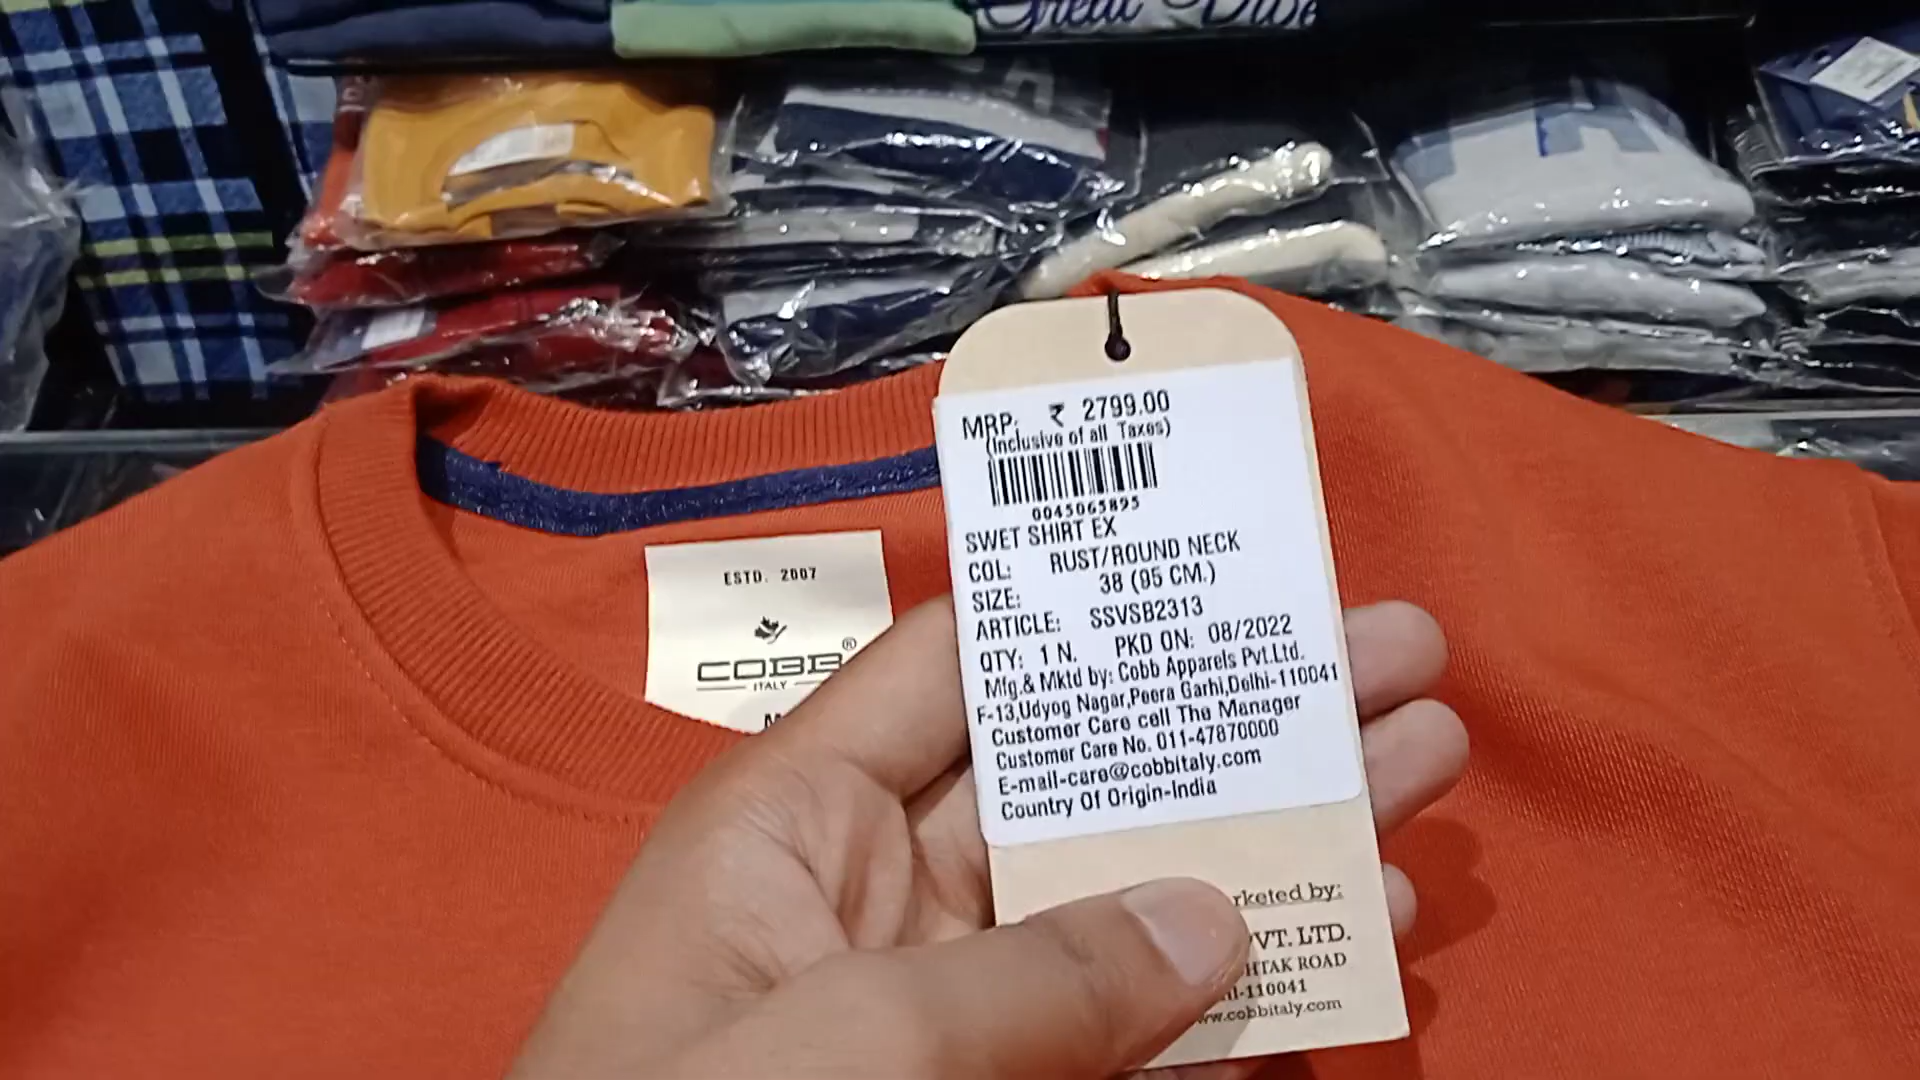 Great Dive
ESTD. 2007
COBB®
ITALY
M
MRP: ₹ 2799.00
(Inclusive of all Taxes)
0045065895
SWET SHIRT EX
COL: RUST/ROUND NECK
SIZE: 38 (95 CM.)
ARTICLE: SSVSB2313
QTY: 1 N. PKD ON: 08/2022
Mfg.& Mktd by: Cobb Apparels Pvt.Ltd.
F-13,Udyog Nagar,Peera Garhi,Delhi-110041
Customer Care cell The Manager
Customer Care No. 011-47870000
E-mail-care@cobbitaly.com
Country Of Origin-India
rketed by:
VT. LTD.
HTAK ROAD
-110041
www.cobbitaly.com